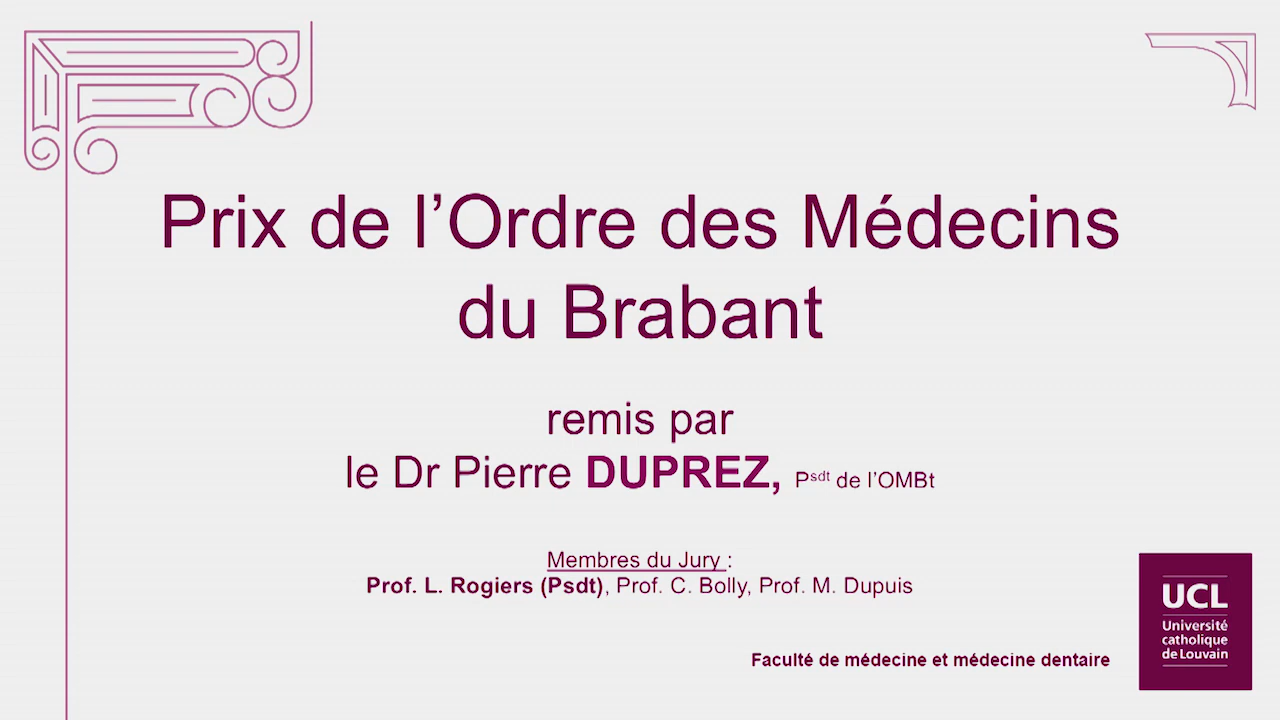 Prix de l’Ordre des Médecins
du Brabant
remis par
le Dr Pierre DUPREZ, Psdt de l’OMBt
Membres du Jury :
Prof. L. Rogiers (Psdt), Prof. C. Bolly, Prof. M. Dupuis
Faculté de médecine et médecine dentaire
UCL
Université
catholique
de Louvain